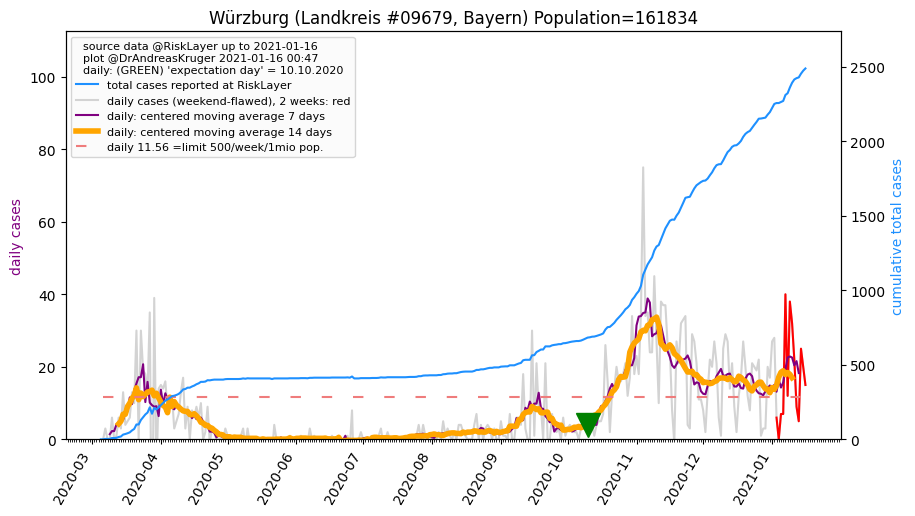 Würzburg (Landkreis #09679, Bayern) Population=161834
source data @RiskLayer up to 2021-01-16
plot @DrAndreasKruger 2021-01-16 00:47
daily: (GREEN) 'expectation day' = 10.10.2020
total cases reported at RiskLayer
daily cases (weekend-flawed), 2 weeks: red
daily: centered moving average 7 days
daily: centered moving average 14 days
daily 11.56 =limit 500/week/1mio pop.
daily cases
100
80
60
40
20
0
cumulative total cases
2500
2000
1500
1000
500
0
2020-03
2020-04
2020-05
2020-06
2020-07
2020-08
2020-09
2020-10
2020-11
2020-12
2021-01